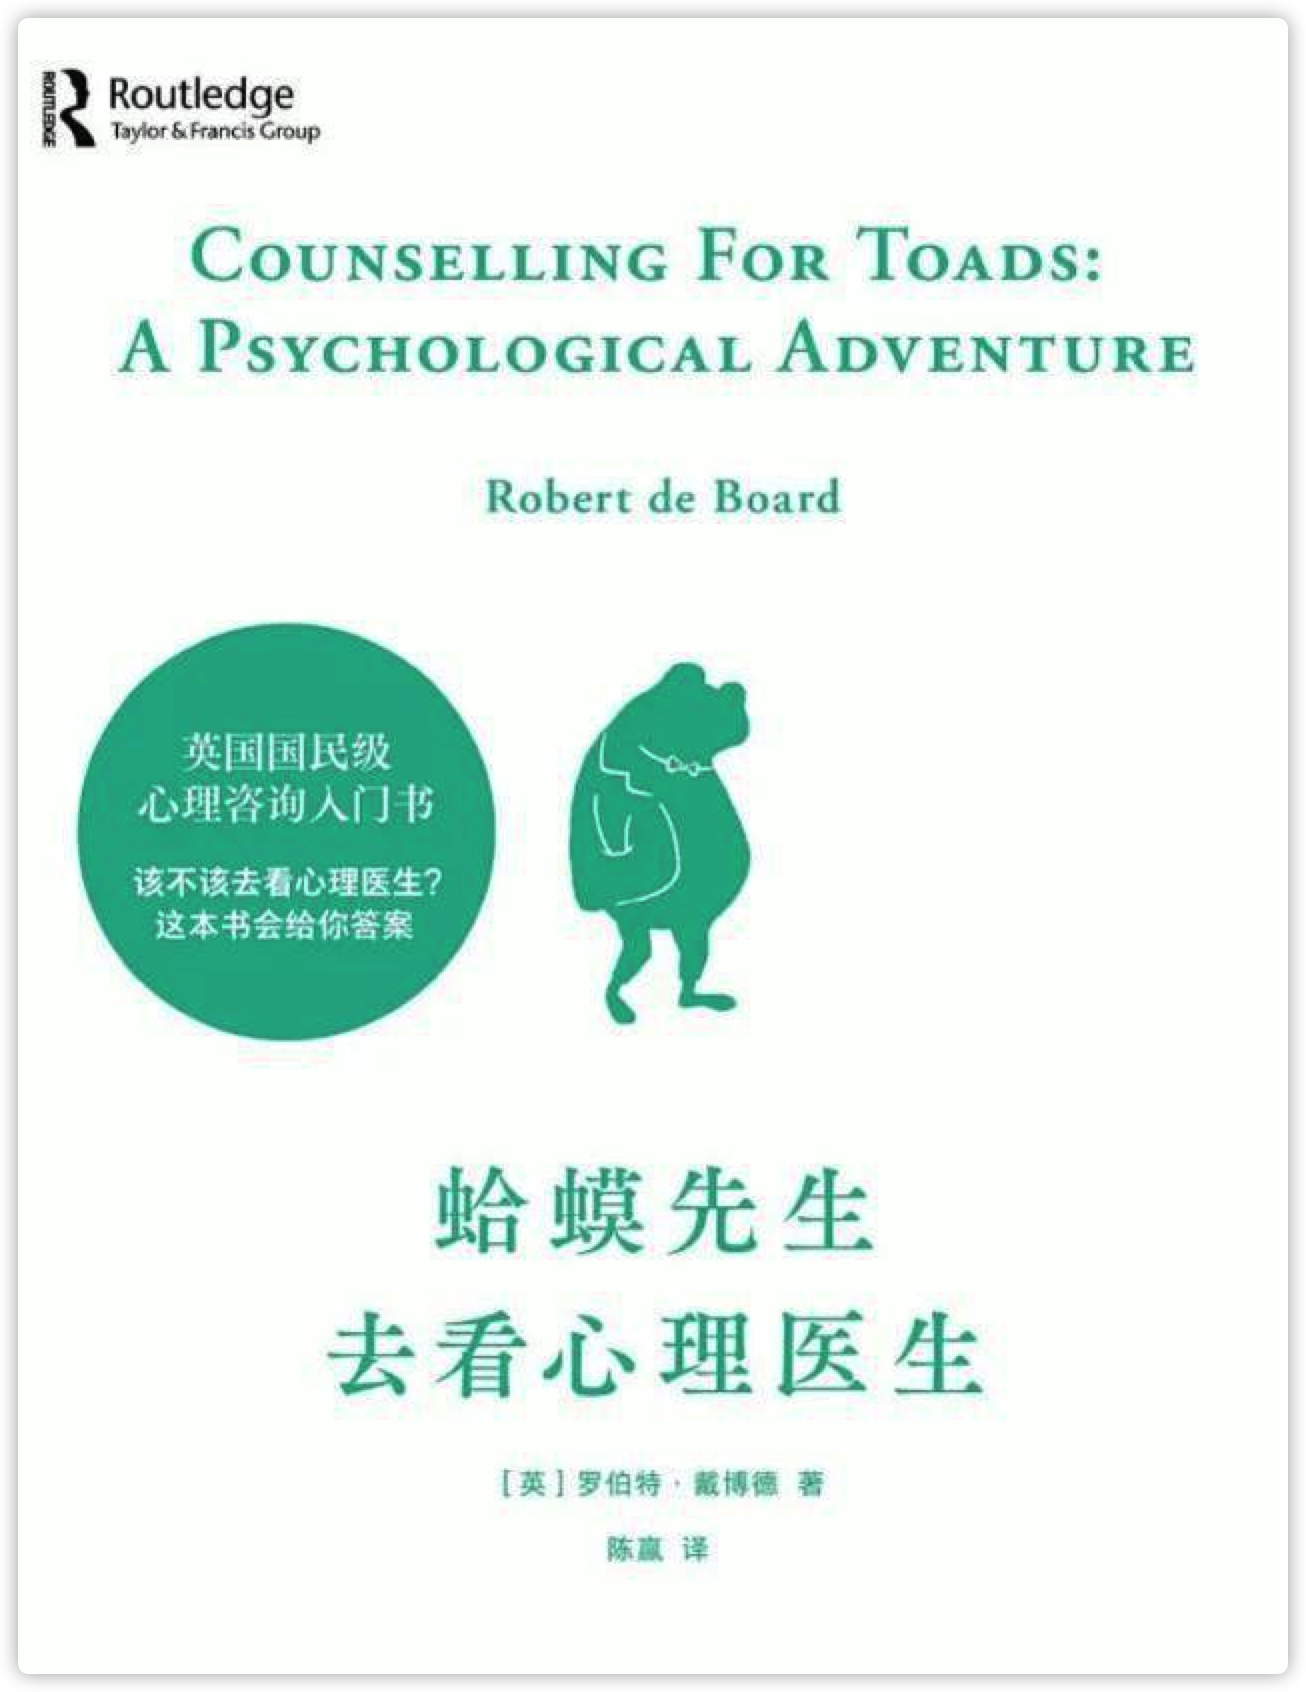 ROUTLEDGE
Routledge
Taylor & Francis Group
COUNSELLING FOR TOADS:
A PSYCHOLOGICAL ADVENTURE
Robert de Board
英国国民级
心理咨询入门书
该不该去看心理医生?
这本书会给你答案
蛤蟆先生
去看心理医生
[英] 罗伯特·戴博德 著
陈赢 译